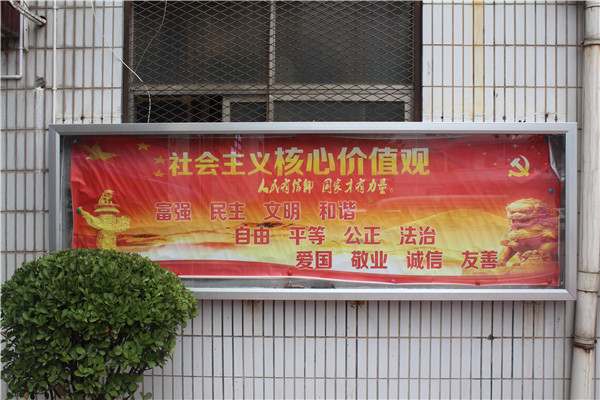 社会主义核心价值观
人民有信仰 国家才有力量
富强 民主 文明 和谐
自由 平等 公正 法治
爱国 敬业 诚信 友善